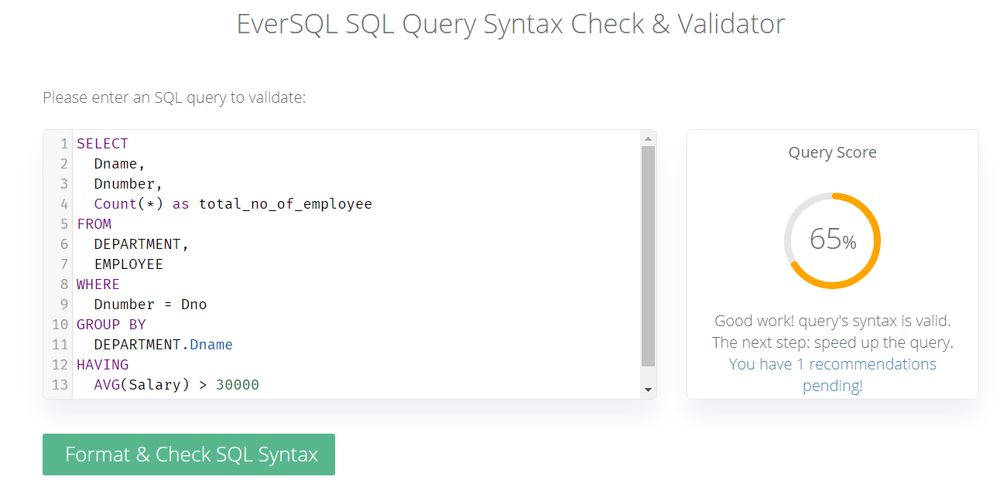 EverSQL SQL Query Syntax Check & Validator
Please enter an SQL query to validate:
1 SELECT
2 Dname,
3 Dnumber,
4 Count(*) as total_no_of_employee
5 FROM
6 DEPARTMENT,
7 EMPLOYEE
8 WHERE
9 Dnumber = Dno
10 GROUP BY
11 DEPARTMENT.Dname
12 HAVING
13 AVG(Salary) > 30000
Query Score
65%
Good work! query's syntax is valid.
The next step: speed up the query.
You have 1 recommendations
pending!
Format & Check SQL Syntax